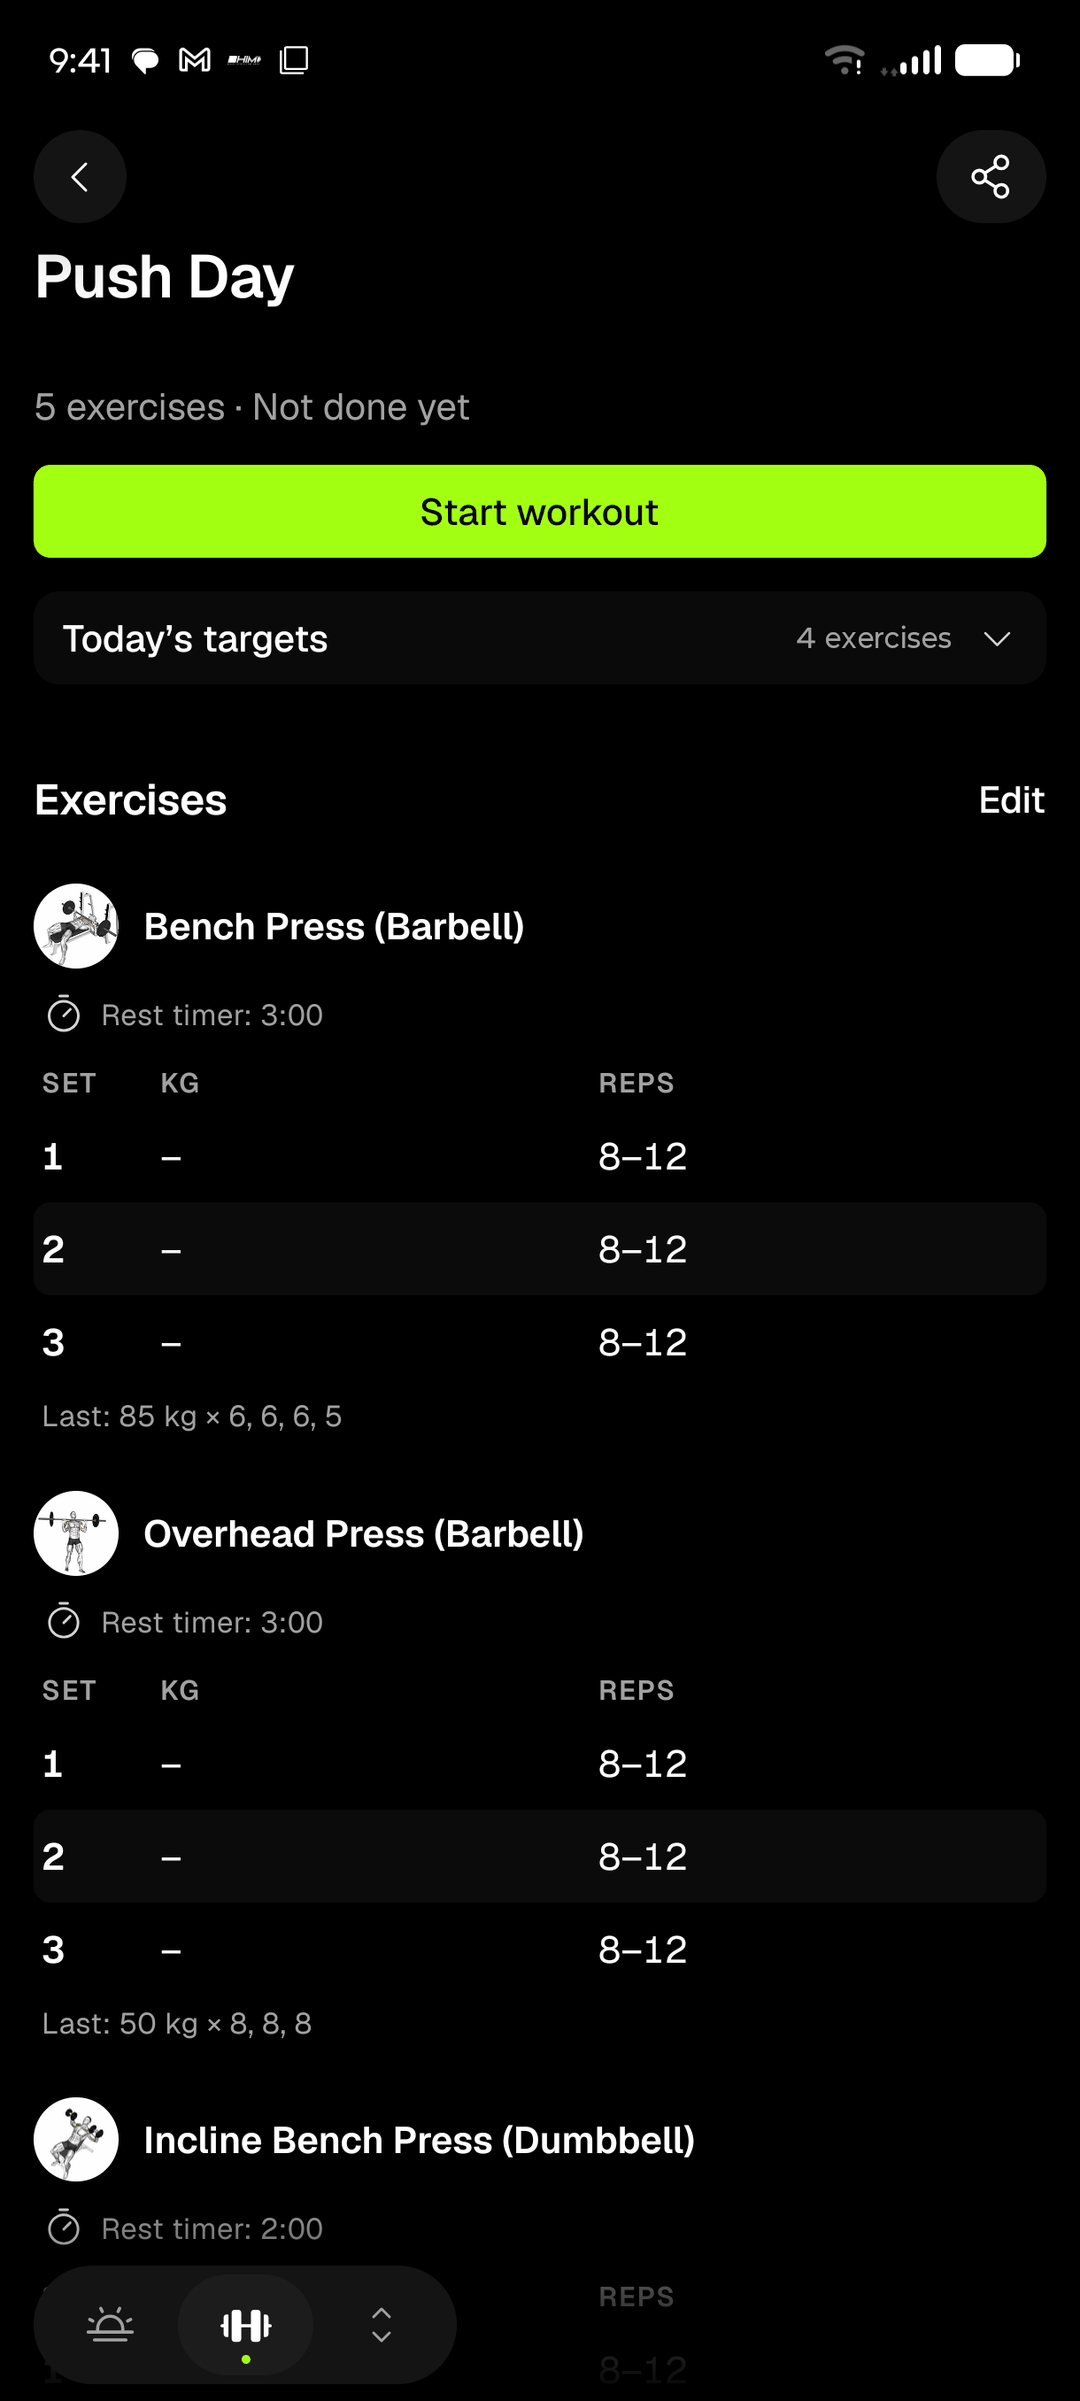 9:41
Push Day
5 exercises · Not done yet
Start workout
Today's targets 4 exercises
Exercises Edit
Bench Press (Barbell)
Rest timer: 3:00
SET KG REPS
1 – 8–12
2 – 8–12
3 – 8–12
Last: 85 kg × 6, 6, 6, 5
Overhead Press (Barbell)
Rest timer: 3:00
SET KG REPS
1 – 8–12
2 – 8–12
3 – 8–12
Last: 50 kg × 8, 8, 8
Incline Bench Press (Dumbbell)
Rest timer: 2:00
REPS
1 8–12